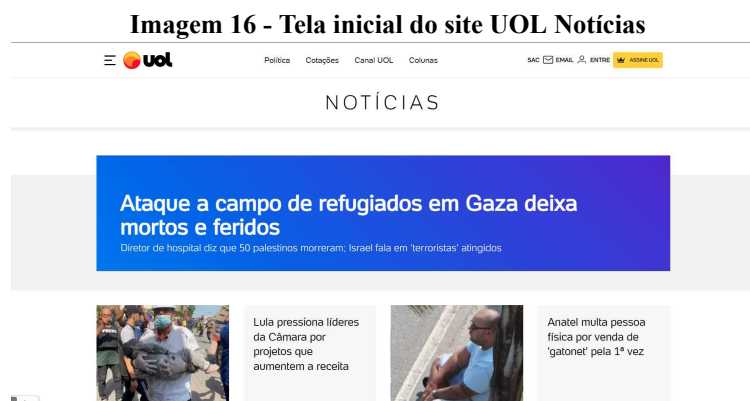 Imagem 16 - Tela inicial do site UOL Notícias
UOL Política Cotações Canal UOL Colunas SAC EMAIL ENTRE ASSINE UOL
NOTÍCIAS
Ataque a campo de refugiados em Gaza deixa
mortos e feridos
Diretor de hospital diz que 50 palestinos morreram; Israel fala em 'terroristas' atingidos
PRESS
Lula pressiona líderes
da Câmara por
projetos que
aumentem a receita
Anatel multa pessoa
física por venda de
'gatonet' pela 1ª vez